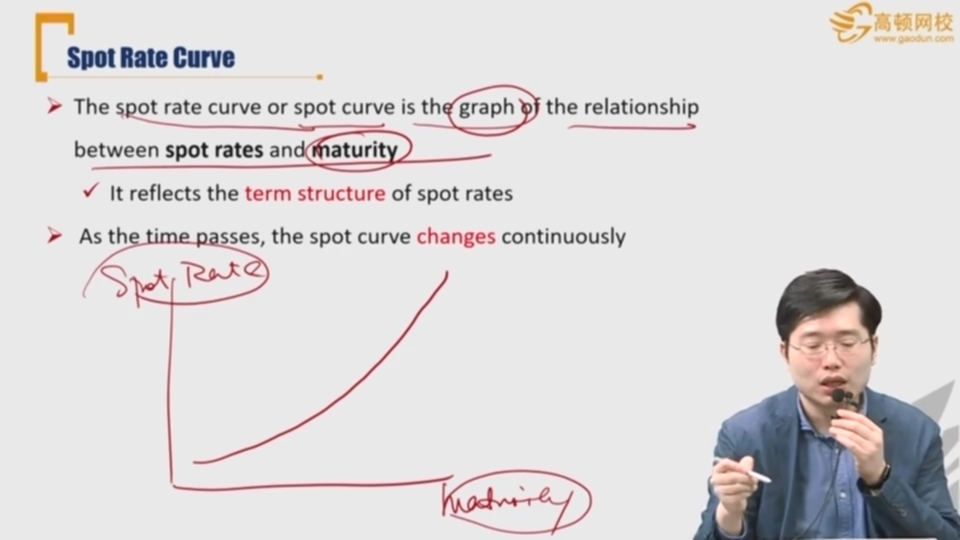 高顿网校
www.gaodun.com
Spot Rate Curve
The spot rate curve or spot curve is the graph of the relationship
between spot rates and maturity
It reflects the term structure of spot rates
As the time passes, the spot curve changes continuously
Spot Rate
Maturity